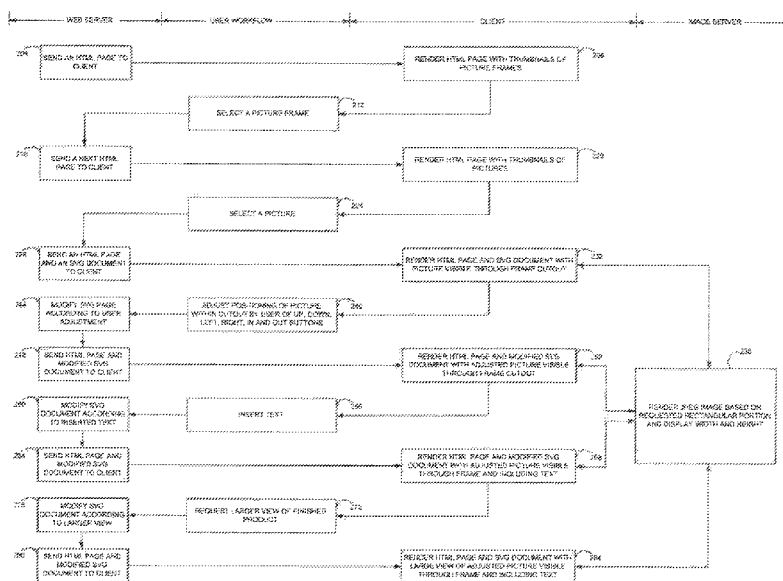 WEB SERVER
USER WORKFLOW
CLIENT
IMAGE SERVER
SEND AN HTML PAGE TO
CLIENT
RENDER HTML PAGE WITH THUMBNAILS OF
PICTURE FRAMES
212
SELECT A PICTURE FRAME
SEND A NEXT HTML
PAGE TO CLIENT
RENDER HTML PAGE WITH THUMBNAILS OF
PICTURES
SELECT A PICTURE
SEND AN HTML PAGE
AND AN SVG DOCUMENT
TO CLIENT
232
RENDER HTML PAGE AND SVG DOCUMENT WITH
PICTURE VISIBLE THROUGH FRAME CUTOUT
MODIFY SVG PAGE
ACCORDING TO USER
ADJUSTMENT
ADJUST POSITIONING OF PICTURE
WITHIN CUTOUT BY USER OF UP, DOWN,
LEFT, RIGHT, IN AND OUT BUTTONS
SEND HTML PAGE AND
MODIFIED SVG
DOCUMENT TO CLIENT
RENDER HTML PAGE AND MODIFIED SVG
DOCUMENT WITH ADJUSTED PICTURE VISIBLE
THROUGH FRAME CUTOUT
RENDER JPEG IMAGE BASED ON
REQUESTED RECTANGULAR PORTION
AND DISPLAY WIDTH AND HEIGHT
MODIFY SVG
DOCUMENT ACCORDING
TO INSERTED TEXT
INSERT TEXT
SEND HTML PAGE AND
MODIFIED SVG
DOCUMENT TO CLIENT
RENDER HTML PAGE AND MODIFIED SVG
DOCUMENT WITH ADJUSTED PICTURE VISIBLE
THROUGH FRAME AND INCLUDING TEXT
MODIFY SVG
DOCUMENT ACCORDING
TO LARGER VIEW
REQUEST LARGER VIEW OF FINISHED
PRODUCT
SEND HTML PAGE AND
MODIFIED SVG
DOCUMENT TO CLIENT
RENDER HTML PAGE AND SVG DOCUMENT WITH
LARGE VIEW OF ADJUSTED PICTURE VISIBLE
THROUGH FRAME AND INCLUDING TEXT